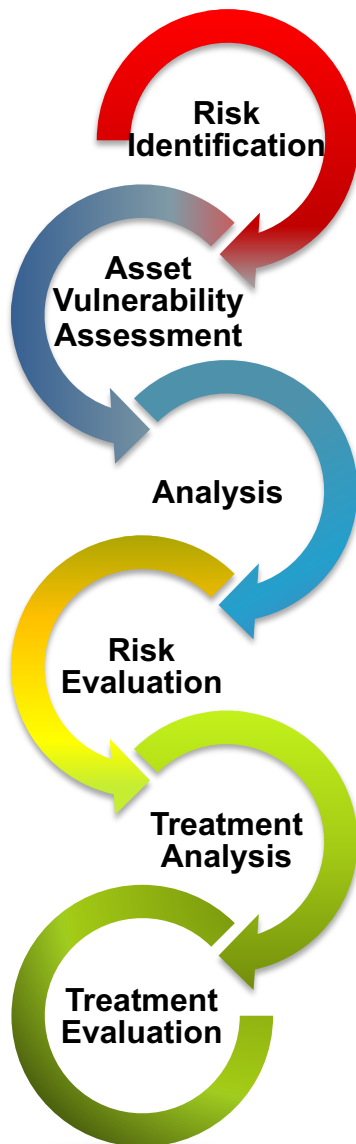 Risk
Identification
Asset
Vulnerability
Assessment
Analysis
Risk
Evaluation
Treatment
Analysis
Treatment
Evaluation